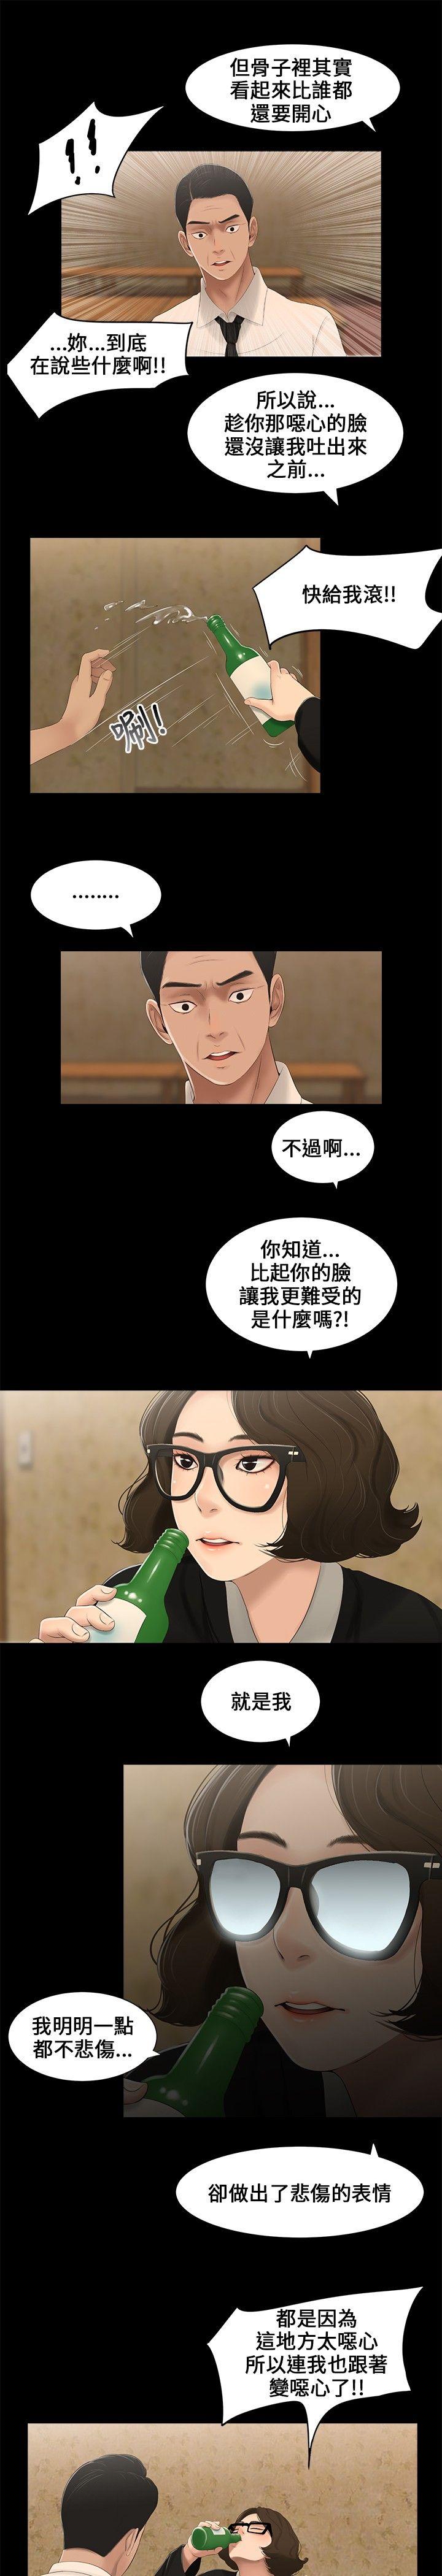 但骨子裡其實
看起來比誰都
還要開心
!!
...妳...到底
在說些什麼啊!!
所以說...
趁你那噁心的臉
還沒讓我吐出來
之前...
快給我滾!!
唰!
........
不過啊...
你知道...
比起你的臉
讓我更難受的
是什麼嗎?!
就是我
我明明一點
都不悲傷...
卻做出了悲傷的表情
都是因為
這地方太噁心
所以連我也跟著
變噁心了!!